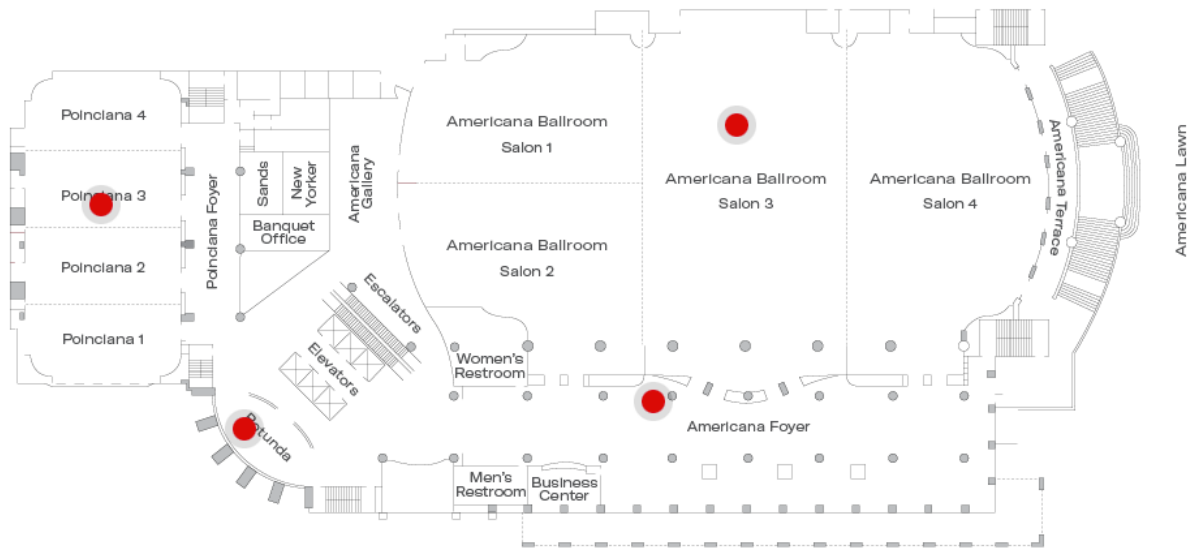 Poinciana 4
Poinciana 3
Poinciana 2
Poinciana 1
Poinciana Foyer
Sands
New
Yorker
Banquet
Office
Americana
Gallery
Escalators
Elevators
Rotunda
Americana Ballroom
Salon 1
Americana Ballroom
Salon 2
Americana Ballroom
Salon 3
Americana Ballroom
Salon 4
Americana Terrace
Americana Lawn
Women's
Restroom
Americana Foyer
Men's
Restroom
Business
Center